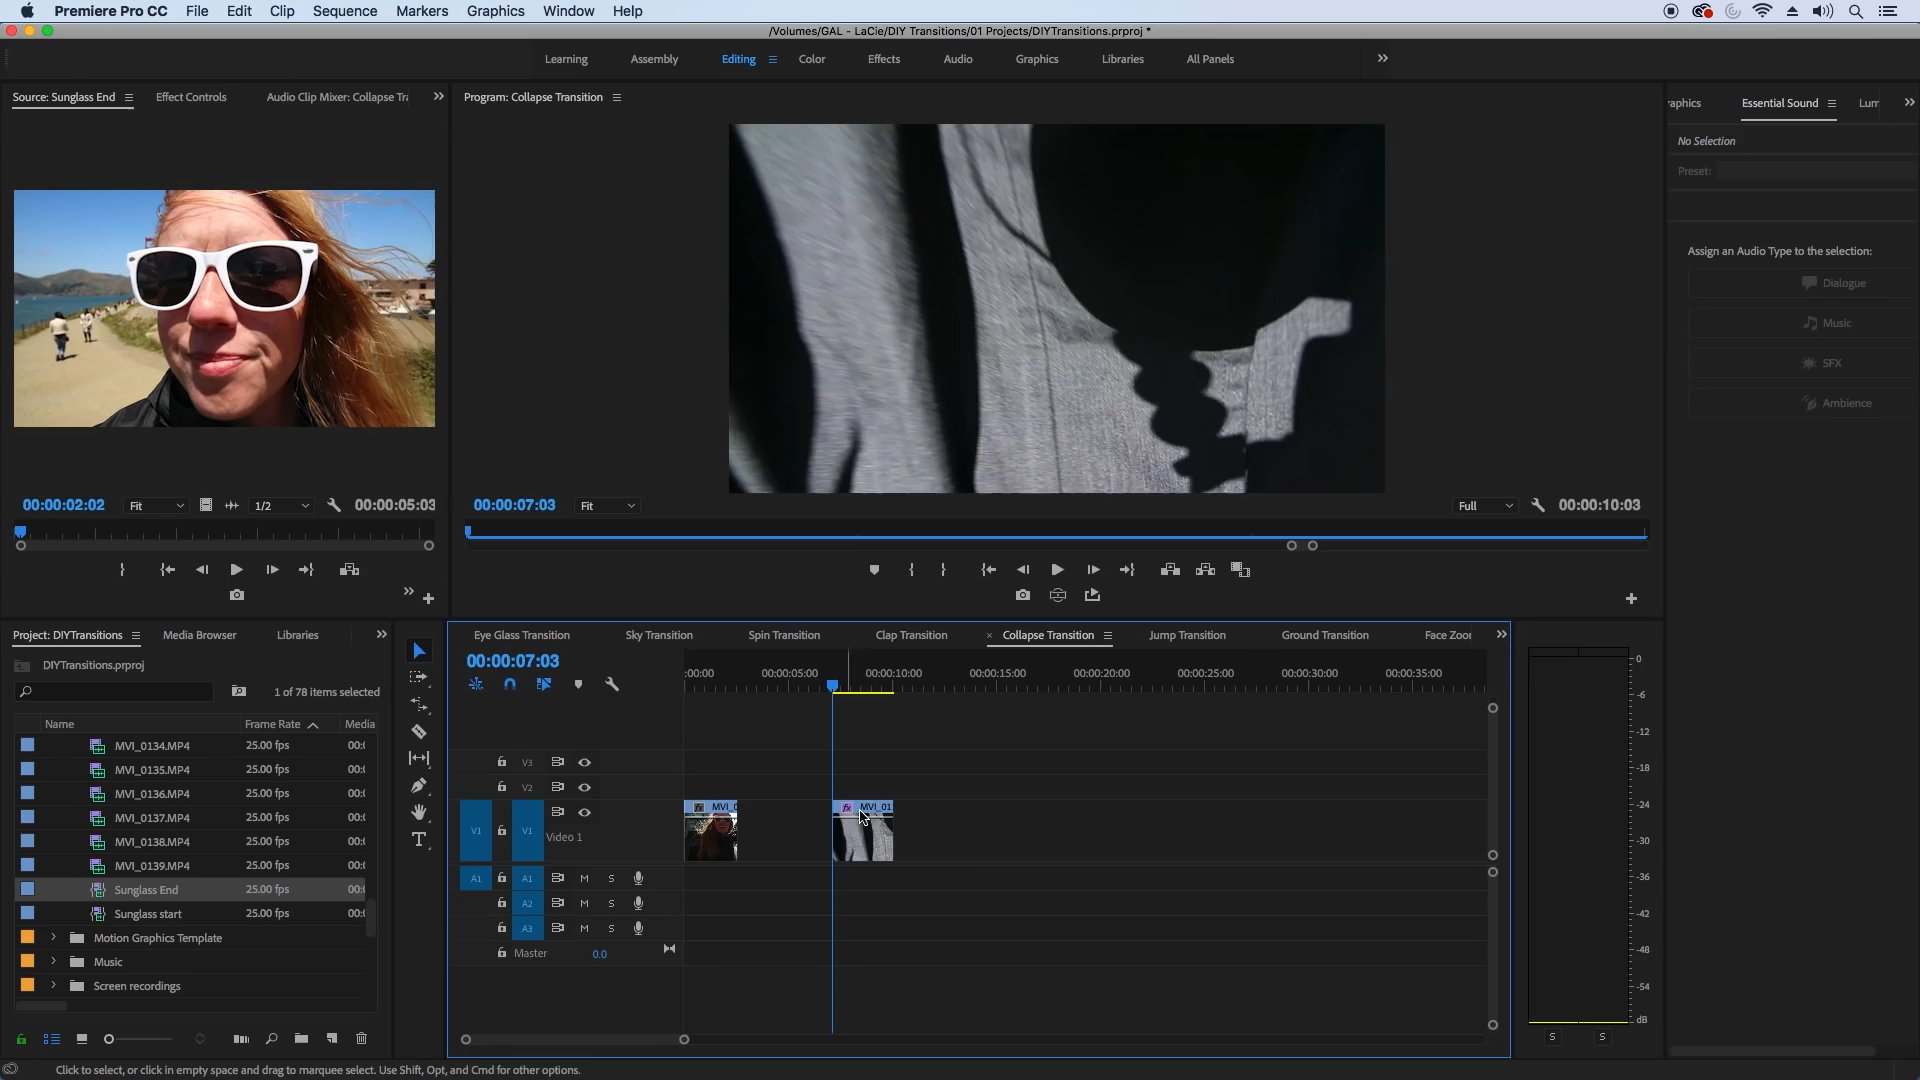 Premiere Pro CC File Edit Clip Sequence Markers Graphics Window Help
/Volumes/GAL - LaCie/DIY Transitions/01 Projects/DIYTransitions.prproj *
Learning Assembly Editing Color Effects Audio Graphics Libraries All Panels
Source: Sunglass End Effect Controls Audio Clip Mixer: Collapse Tra
Program: Collapse Transition
raphics Essential Sound Lum
No Selection
Preset:
Assign an Audio Type to the selection:
Dialogue
Music
SFX
Ambience
00:00:02:02 Fit 1/2 00:00:05:03
00:00:07:03 Fit Full 00:00:10:03
Project: DIYTransitions Media Browser Libraries
DIYTransitions.prproj
1 of 78 items selected
Name Frame Rate Media
MVI_0134.MP4 25.00 fps 00:(
MVI_0135.MP4 25.00 fps 00:(
MVI_0136.MP4 25.00 fps 00:(
MVI_0137.MP4 25.00 fps 00:(
MVI_0138.MP4 25.00 fps 00:(
MVI_0139.MP4 25.00 fps 00:(
Sunglass End 25.00 fps 00:(
Sunglass start 25.00 fps 00:(
Motion Graphics Template
Music
Screen recordings
Eye Glass Transition Sky Transition Spin Transition Clap Transition × Collapse Transition Jump Transition Ground Transition Face Zoor
00:00:07:03
:00:00 00:00:05:00 00:00:10:00 00:00:15:00 00:00:20:00 00:00:25:00 00:00:30:00 00:00:35:00
V3
V2
fx MVI_0 fx MVI_01
V1 V1 Video 1
A1 A1 M S
A2 M S
A3 M S
Master 0.0
0
-6
-12
-18
-24
-30
-36
-42
-48
-54
dB
S S
Click to select, or click in empty space and drag to marquee select. Use Shift, Opt, and Cmd for other options.